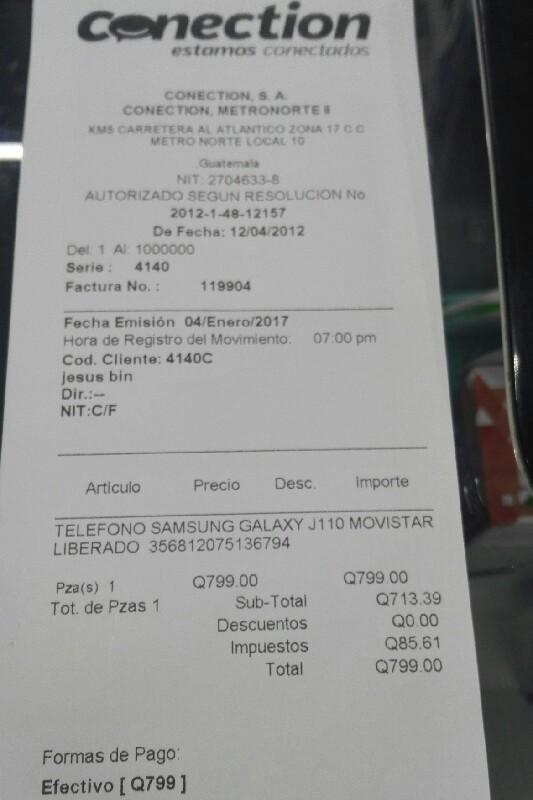 Conection
estamos conectados
CONECTION, S. A.
CONECTION, METRONORTE II
KM5 CARRETERA AL ATLANTICO ZONA 17 C C
METRO NORTE LOCAL 10
,Guatemala
NIT: 2704633-8
AUTORIZADO SEGUN RESOLUCION No
2012-1-48-12157
De Fecha: 12/04/2012
Del: 1 Al: 1000000
Serie : 4140
Factura No. : 119904
Fecha Emisión 04/Enero/2017
Hora de Registro del Movimiento: 07:00 pm
Cod. Cliente: 4140C
jesus bin
Dir.:--
NIT:C/F
Articulo Precio Desc. Importe
TELEFONO SAMSUNG GALAXY J110 MOVISTAR
LIBERADO 356812075136794
Pza(s) 1 Q799.00 Q799.00
Tot. de Pzas 1 Sub-Total Q713.39
Descuentos Q0.00
Impuestos Q85.61
Total Q799.00
Formas de Pago:
Efectivo [ Q799 ]